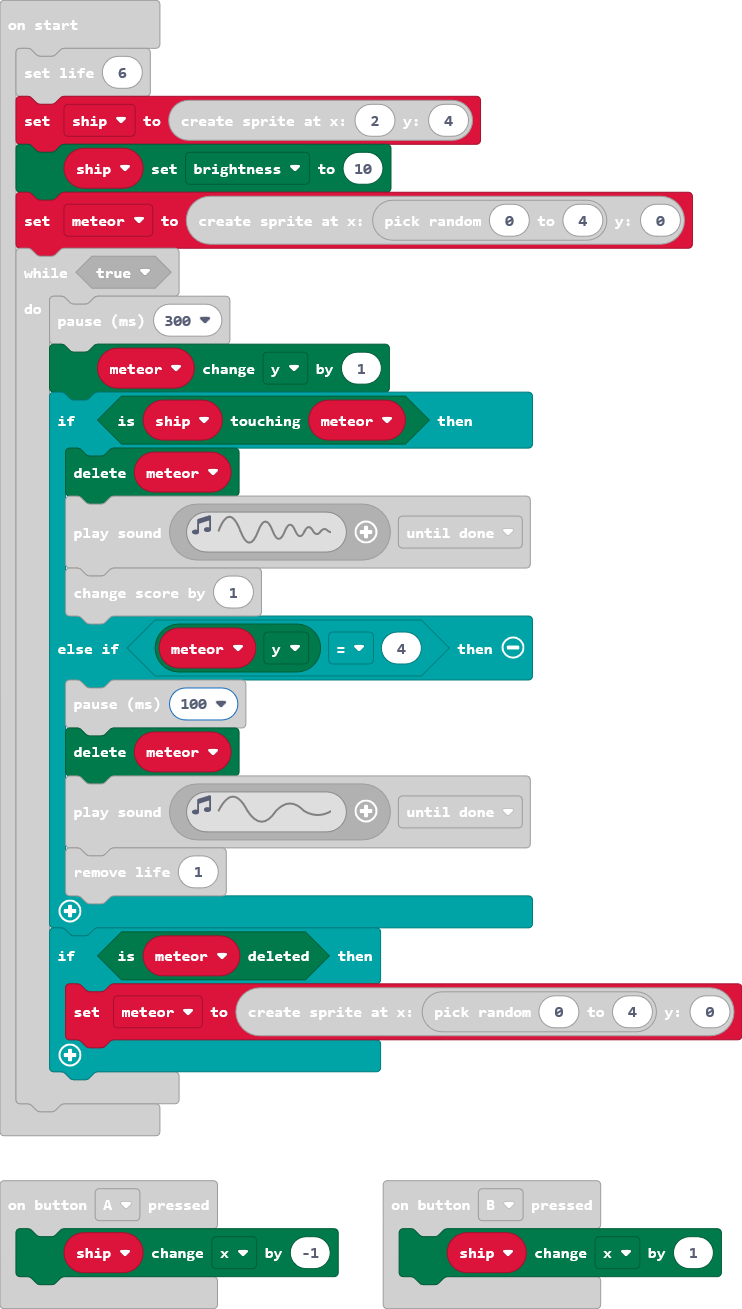 on start
set life 6
set ship to create sprite at x: 2 y: 4
ship set brightness to 10
set meteor to create sprite at x: pick random 0 to 4 y: 0
while true
do
pause (ms) 300
meteor change y by 1
if is ship touching meteor then
delete meteor
play sound until done
change score by 1
else if meteor y = 4 then
pause (ms) 100
delete meteor
play sound until done
remove life 1
if is meteor deleted then
set meteor to create sprite at x: pick random 0 to 4 y: 0
on button A pressed
ship change x by -1
on button B pressed
ship change x by 1